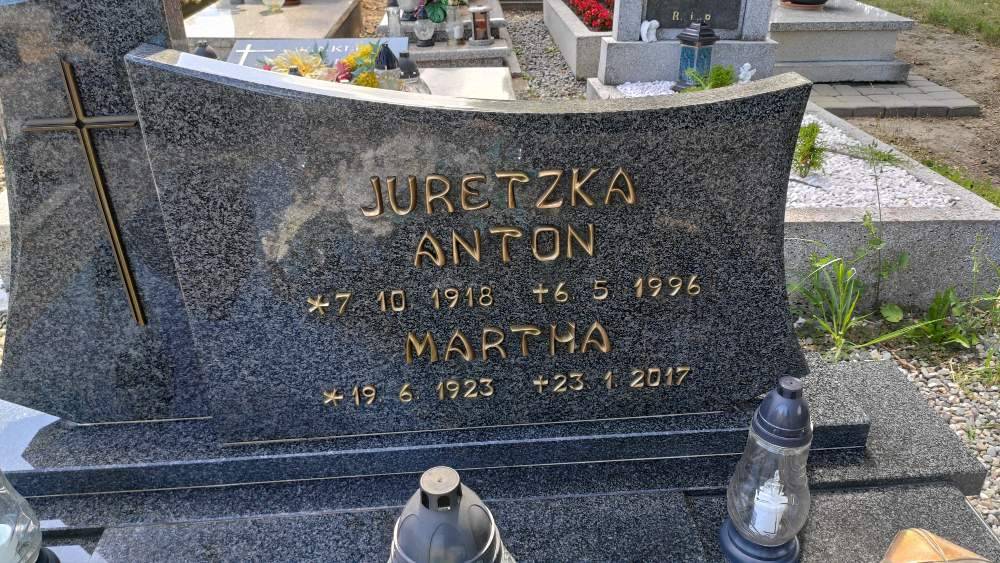 R. i. p
JURETZKA
ANTON
*7 10 1918 +6 5 1996
MARTHA
*19. 6 1923 +23. 1 2017